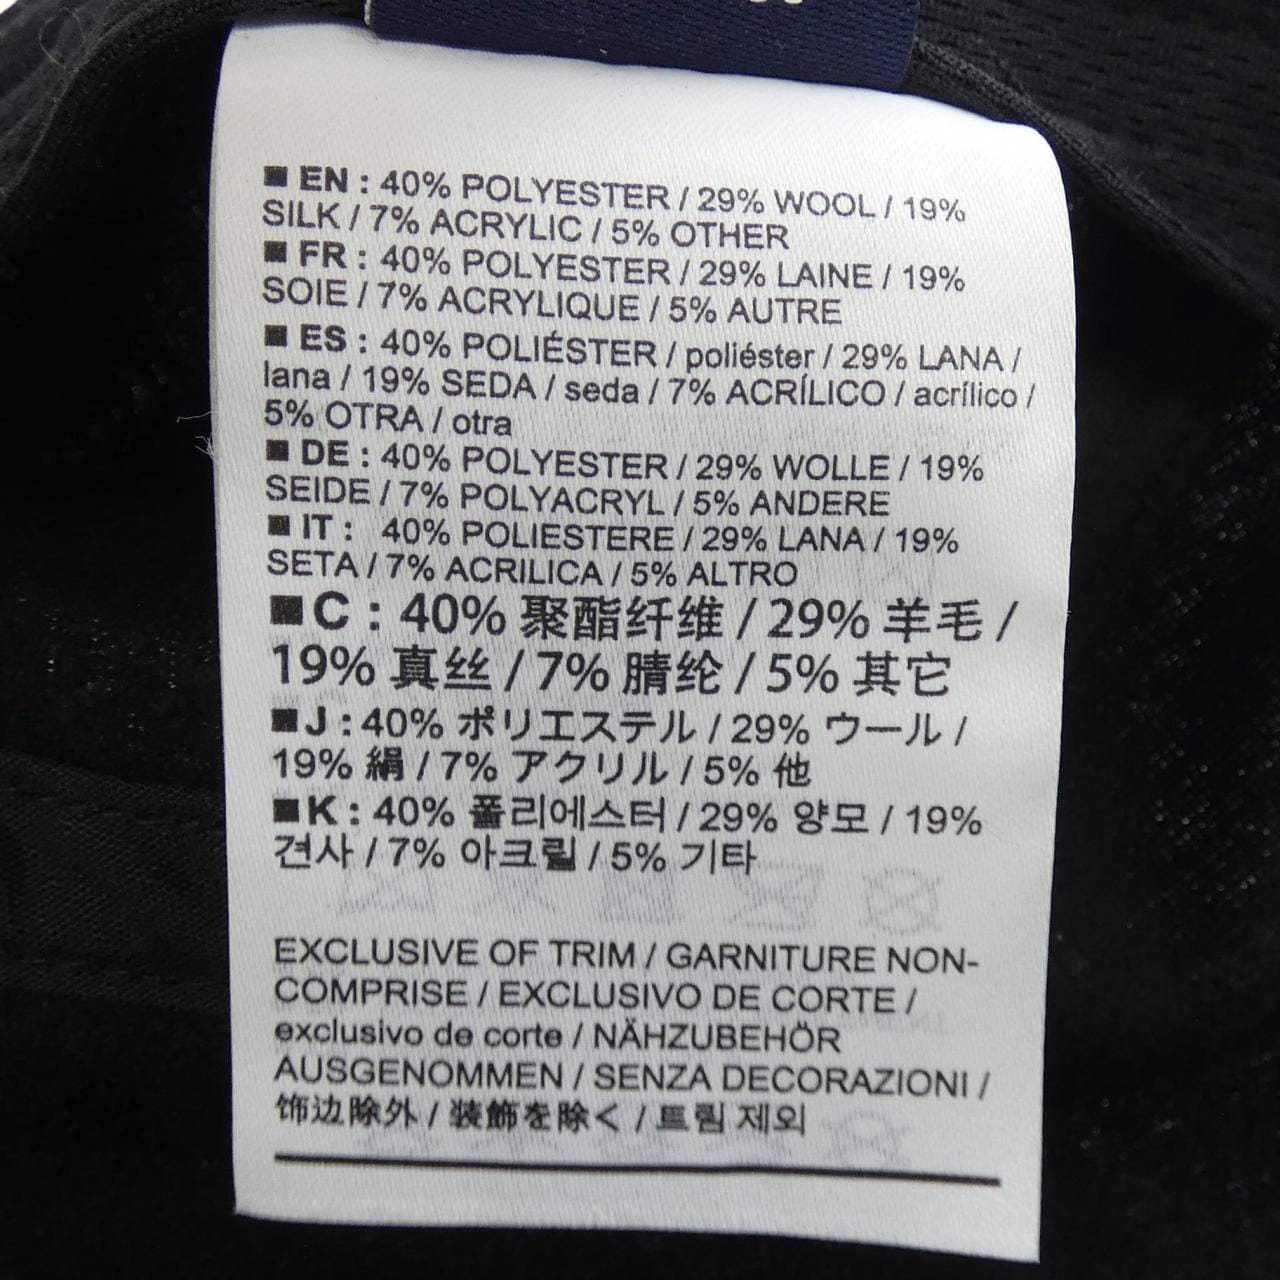 ■ EN : 40% POLYESTER / 29% WOOL / 19%
SILK / 7% ACRYLIC / 5% OTHER
■ FR : 40% POLYESTER / 29% LAINE / 19%
SOIE / 7% ACRYLIQUE / 5% AUTRE
■ ES : 40% POLIÉSTER / poliéster / 29% LANA /
lana / 19% SEDA / seda / 7% ACRÍLICO / acrílico /
5% OTRA / otra
■ DE : 40% POLYESTER / 29% WOLLE / 19%
SEIDE / 7% POLYACRYL / 5% ANDERE
■ IT : 40% POLIESTERE / 29% LANA / 19%
SETA / 7% ACRILICA / 5% ALTRO
■ C : 40% 聚酯纤维 / 29% 羊毛 /
19% 真丝 / 7% 腈纶 / 5% 其它
■ J : 40% ポリエステル / 29% ウール /
19% 絹 / 7% アクリル / 5% 他
■ K : 40% 폴리에스터 / 29% 양모 / 19%
견사 / 7% 아크릴 / 5% 기타
EXCLUSIVE OF TRIM / GARNITURE NON-
COMPRISE / EXCLUSIVO DE CORTE /
exclusivo de corte / NÄHZUBEHÖR
AUSGENOMMEN / SENZA DECORAZIONI /
饰边除外 / 装飾を除く / 트림 제외